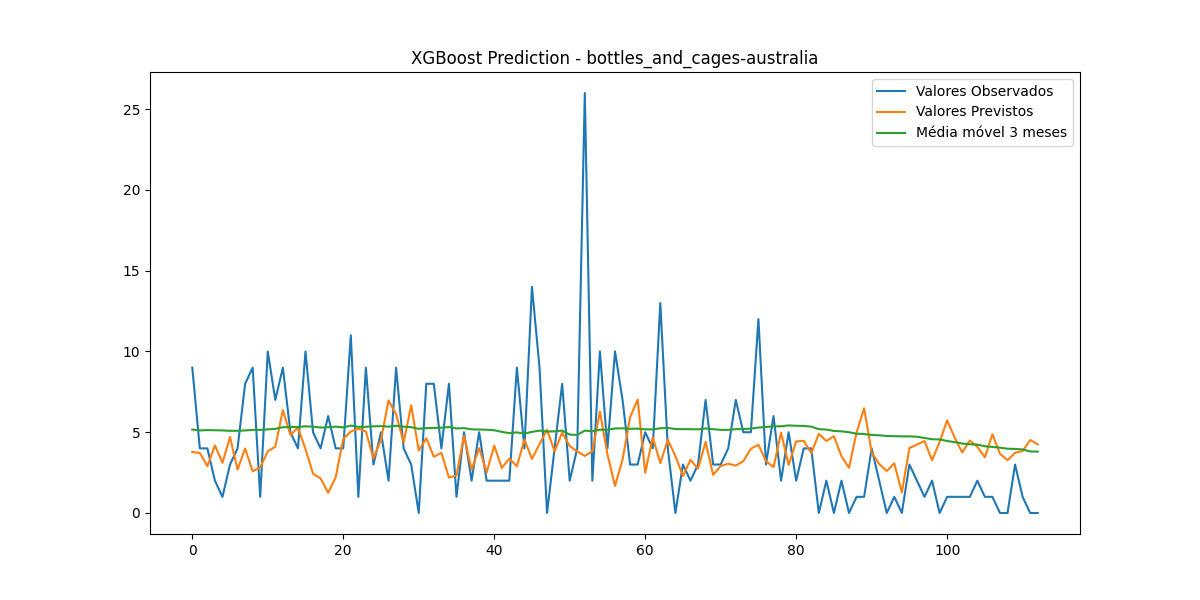 XGBoost Prediction - bottles_and_cages-australia
Valores Observados
Valores Previstos
Média móvel 3 meses
25
20
15
10
5
0
0 20 40 60 80 100